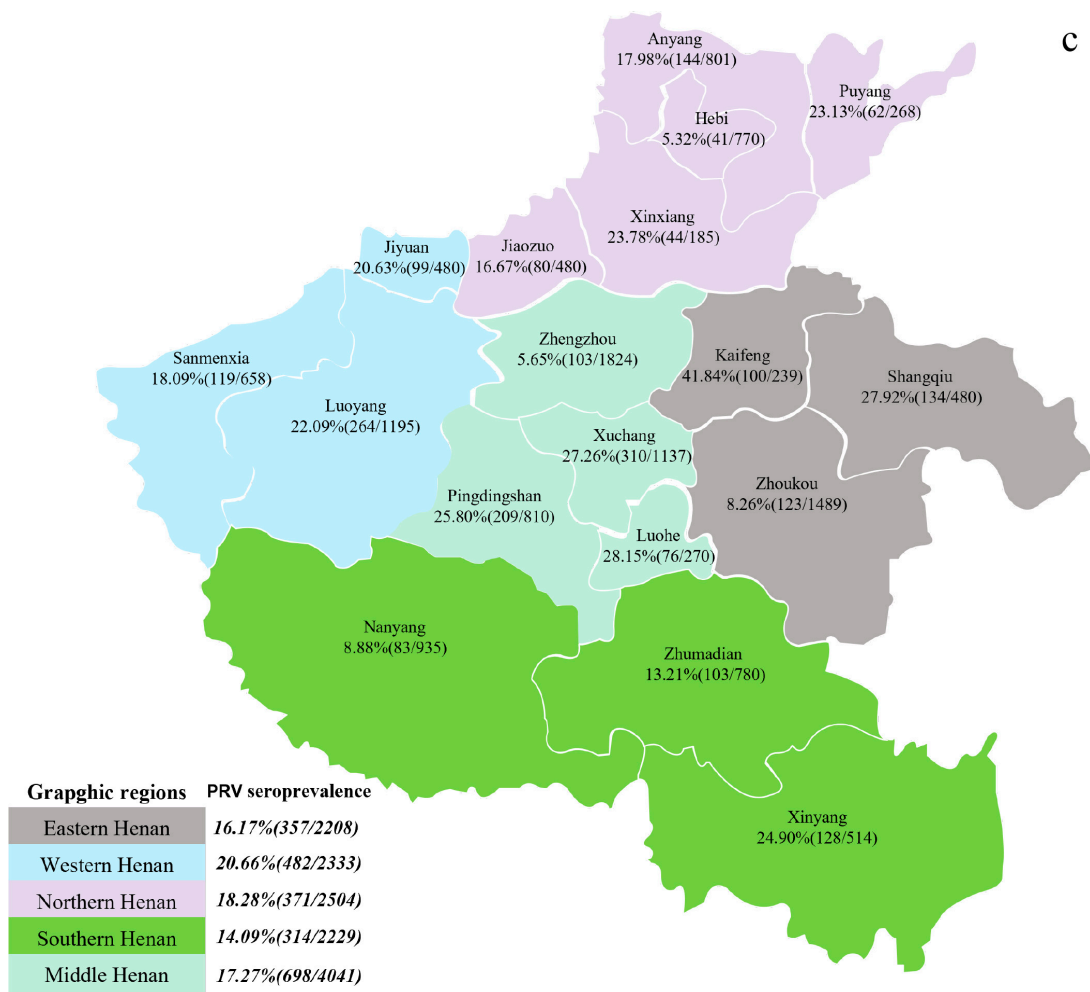 c
Anyang
17.98%(144/801)
Puyang
23.13%(62/268)
Hebi
5.32%(41/770)
Xinxiang
23.78%(44/185)
Jiyuan
20.63%(99/480)
Jiaozuo
16.67%(80/480)
Zhengzhou
5.65%(103/1824)
Kaifeng
41.84%(100/239)
Shangqiu
27.92%(134/480)
Sanmenxia
18.09%(119/658)
Luoyang
22.09%(264/1195)
Xuchang
27.26%(310/1137)
Zhoukou
8.26%(123/1489)
Pingdingshan
25.80%(209/810)
Luohe
28.15%(76/270)
Nanyang
8.88%(83/935)
Zhumadian
13.21%(103/780)
Xinyang
24.90%(128/514)
Grapghic regions PRV seroprevalence
Eastern Henan 16.17%(357/2208)
Western Henan 20.66%(482/2333)
Northern Henan 18.28%(371/2504)
Southern Henan 14.09%(314/2229)
Middle Henan 17.27%(698/4041)